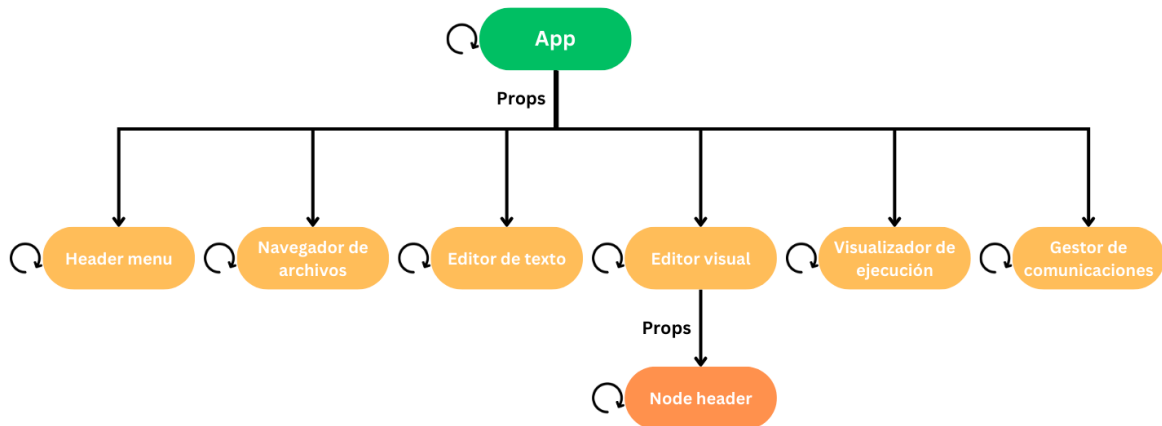 App
Props
Header menu
Navegador de
archivos
Editor de texto
Editor visual
Visualizador de
ejecución
Gestor de
comunicaciones
Props
Node header